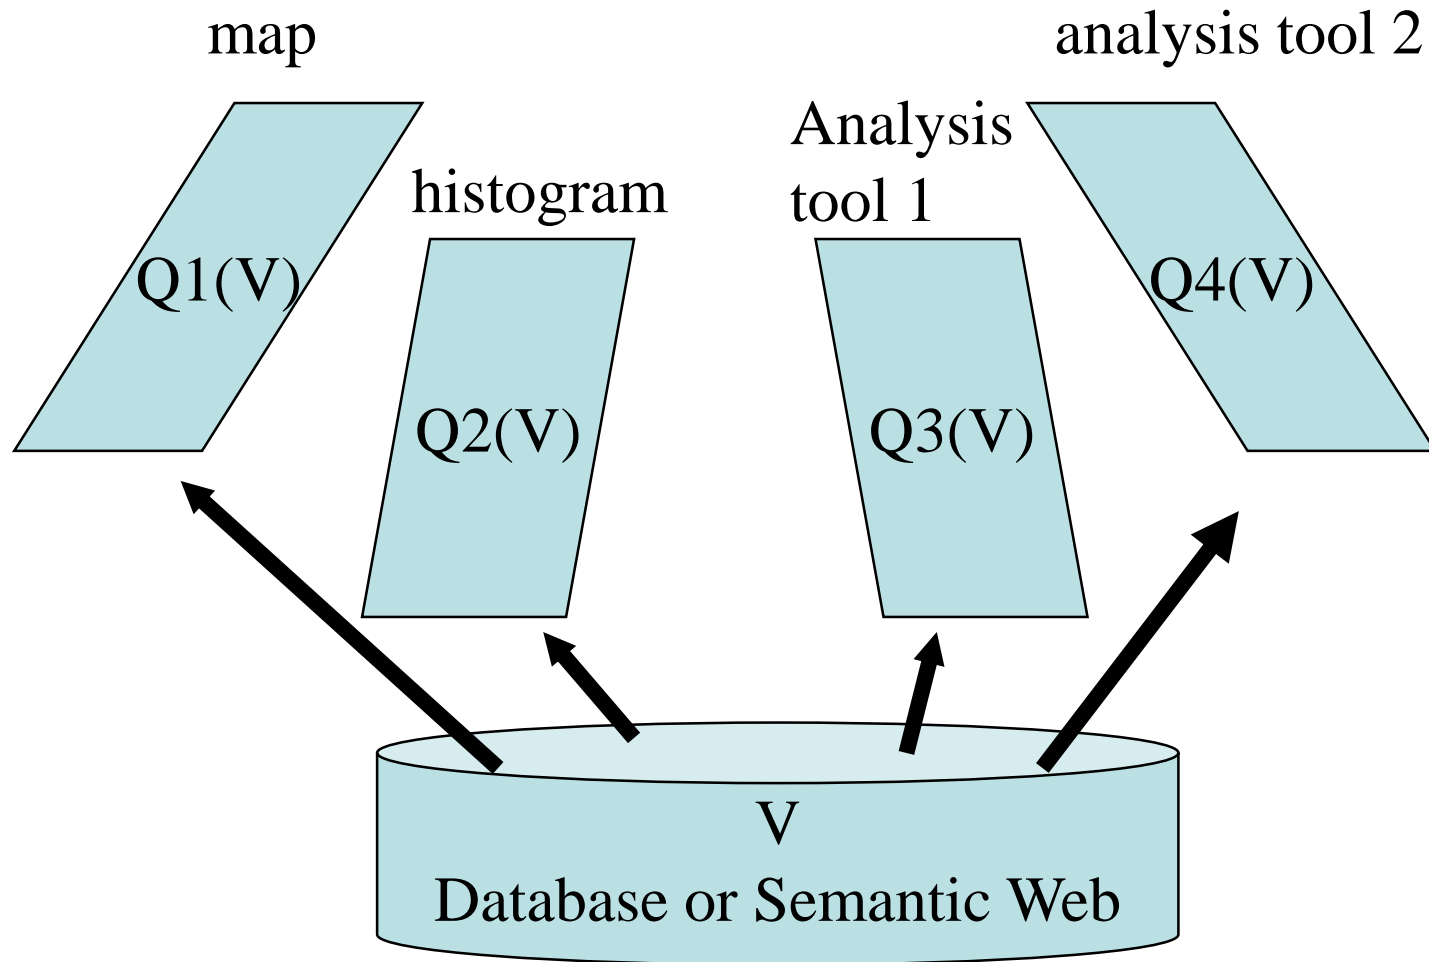 map
analysis tool 2
Analysis
tool 1
histogram
Q1(V)
Q4(V)
Q2(V)
Q3(V)
V
Database or Semantic Web